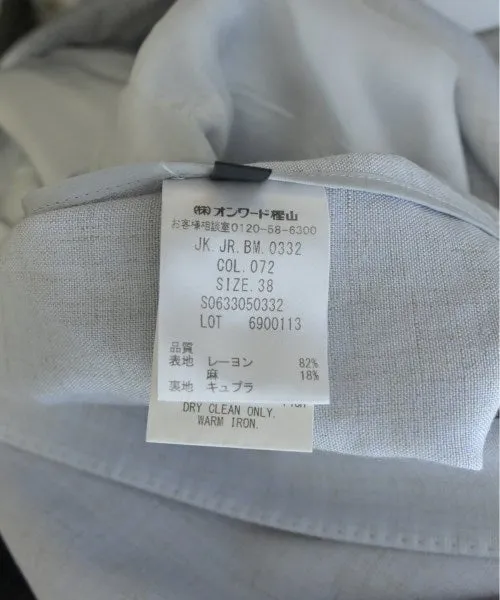 (株)オンワード樫山
お客様相談室0120-58-6300
JK.JR.BM.0332
COL.072
SIZE.38
S0633050332
LOT 6900113
品質
表地 レーヨン 82%
麻 18%
裏地 キュプラ
DRY CLEAN ONLY.
WARM IRON.